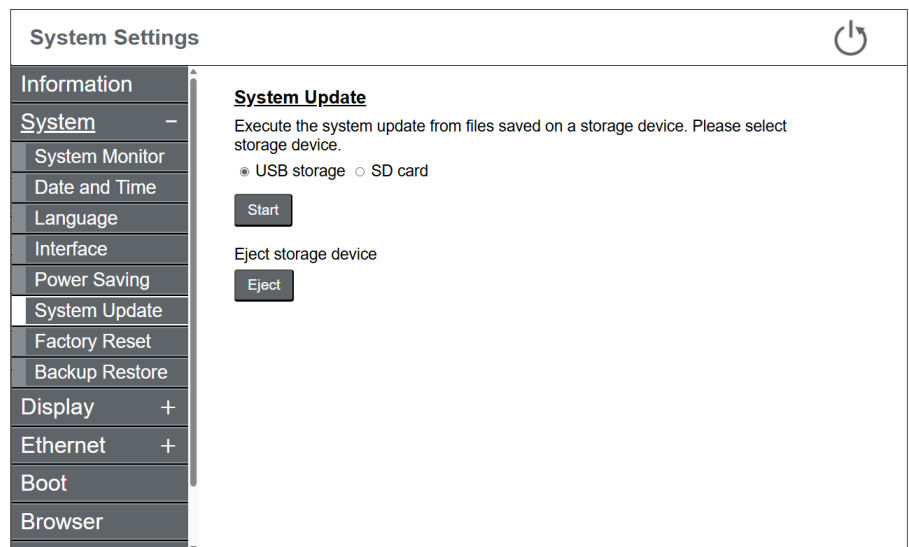 System Settings
Information
System −
System Monitor
Date and Time
Language
Interface
Power Saving
System Update
Factory Reset
Backup Restore
Display +
Ethernet +
Boot
Browser
System Update
Execute the system update from files saved on a storage device. Please select
storage device.
USB storage SD card
Start
Eject storage device
Eject